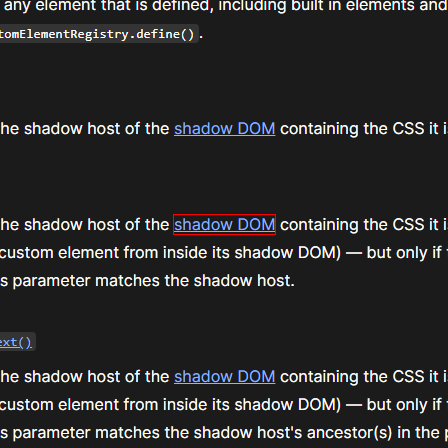 any element that is defined, including built in elements and
tomElementRegistry.define().
he shadow host of the shadow DOM containing the CSS it i
he shadow host of the shadow DOM containing the CSS it i
custom element from inside its shadow DOM) — but only if
s parameter matches the shadow host.
ext()
he shadow host of the shadow DOM containing the CSS it i
custom element from inside its shadow DOM) — but only if
s parameter matches the shadow host's ancestor(s) in the